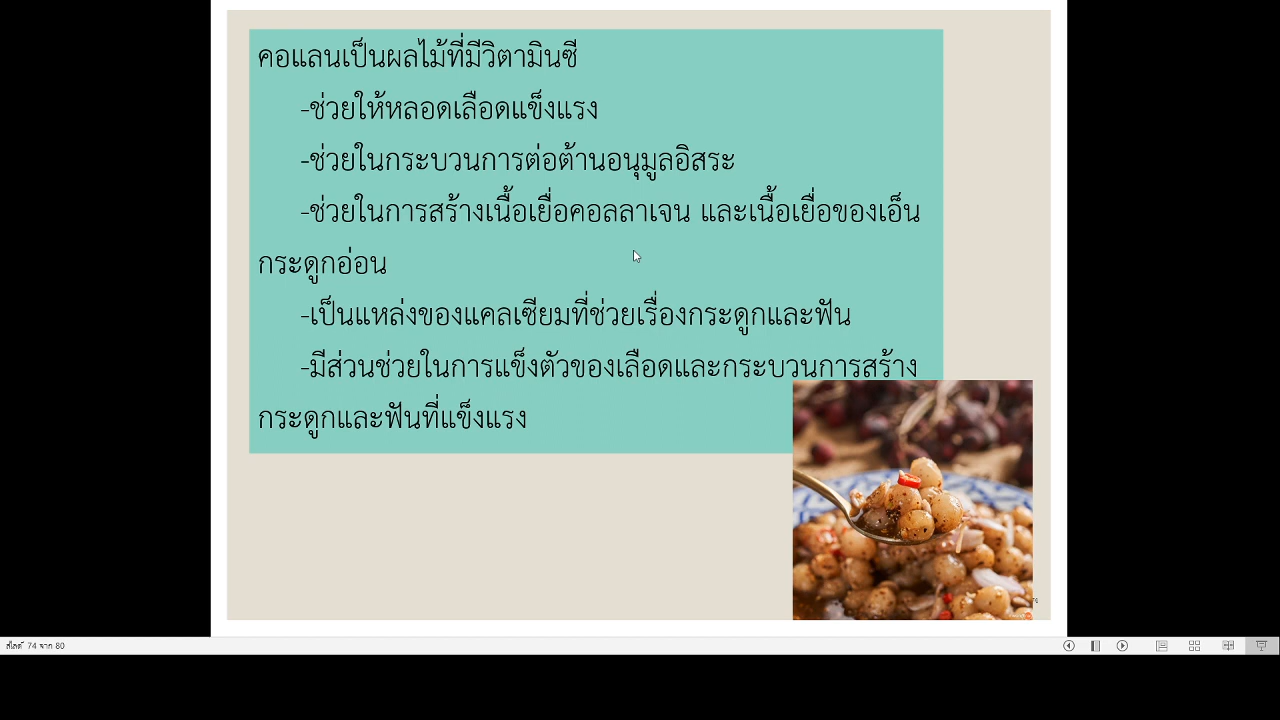 คอแลนเป็นผลไม้ที่มีวิตามินซี
-ช่วยให้หลอดเลือดแข็งแรง
-ช่วยในกระบวนการต่อต้านอนุมูลอิสระ
-ช่วยในการสร้างเนื้อเยื่อคอลลาเจน และเนื้อเยื่อของเอ็น
กระดูกอ่อน
-เป็นแหล่งของแคลเซียมที่ช่วยเรื่องกระดูกและฟัน
-มีส่วนช่วยในการแข็งตัวของเลือดและกระบวนการสร้าง
กระดูกและฟันที่แข็งแรง
74
สไลด์ 74 จาก 80